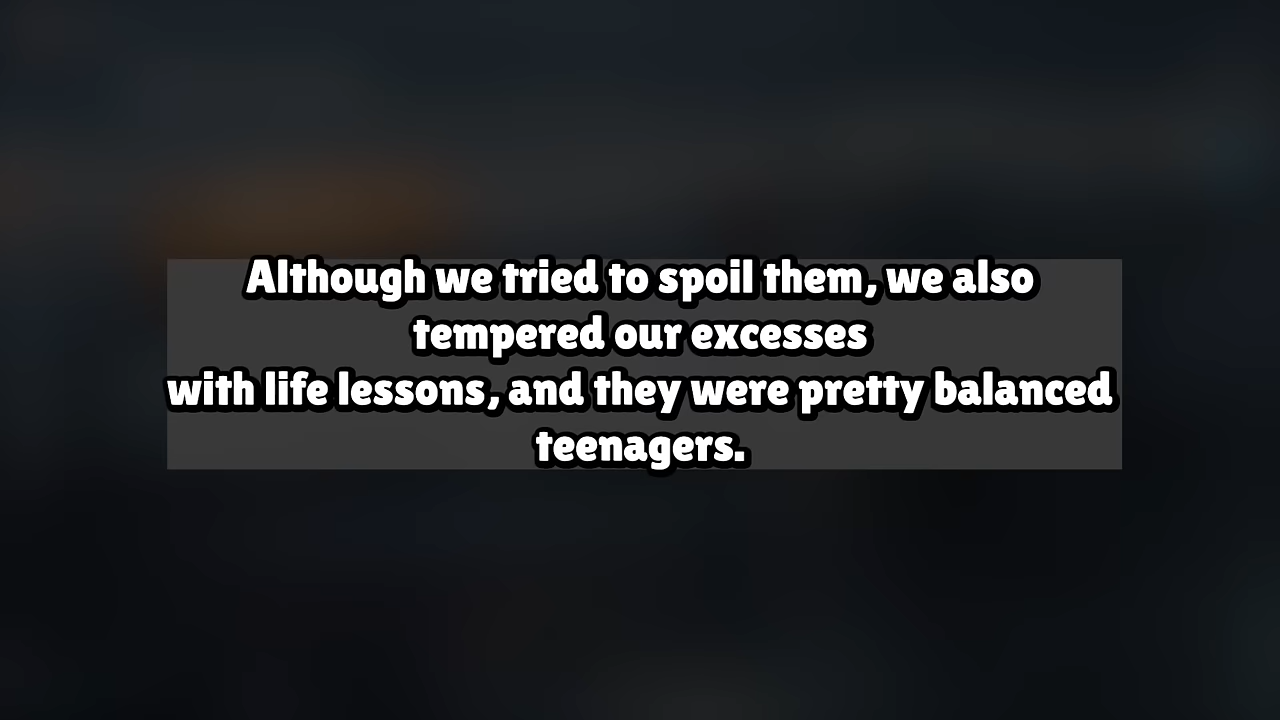 Although we tried to spoil them, we also
tempered our excesses
with life lessons, and they were pretty balanced
teenagers.